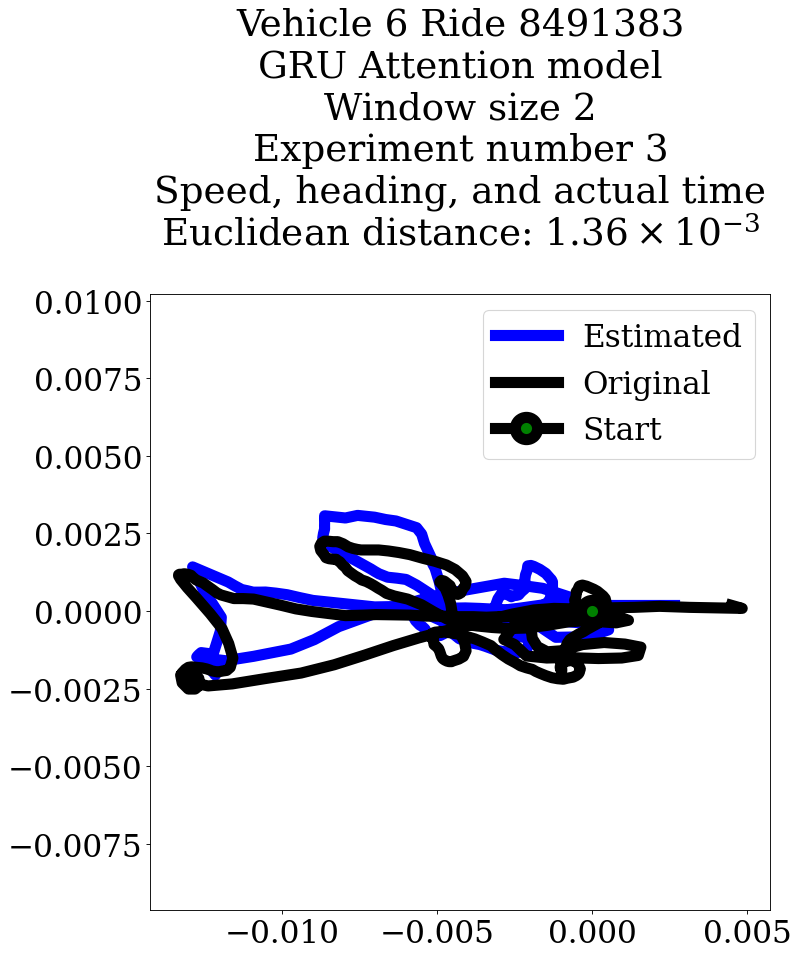 Vehicle 6 Ride 8491383
GRU Attention model
Window size 2
Experiment number 3
Speed, heading, and actual time
Euclidean distance: 1.36 × 10⁻³
0.0100
0.0075
0.0050
0.0025
0.0000
−0.0025
−0.0050
−0.0075
Estimated
Original
Start
−0.010
−0.005
0.000
0.005